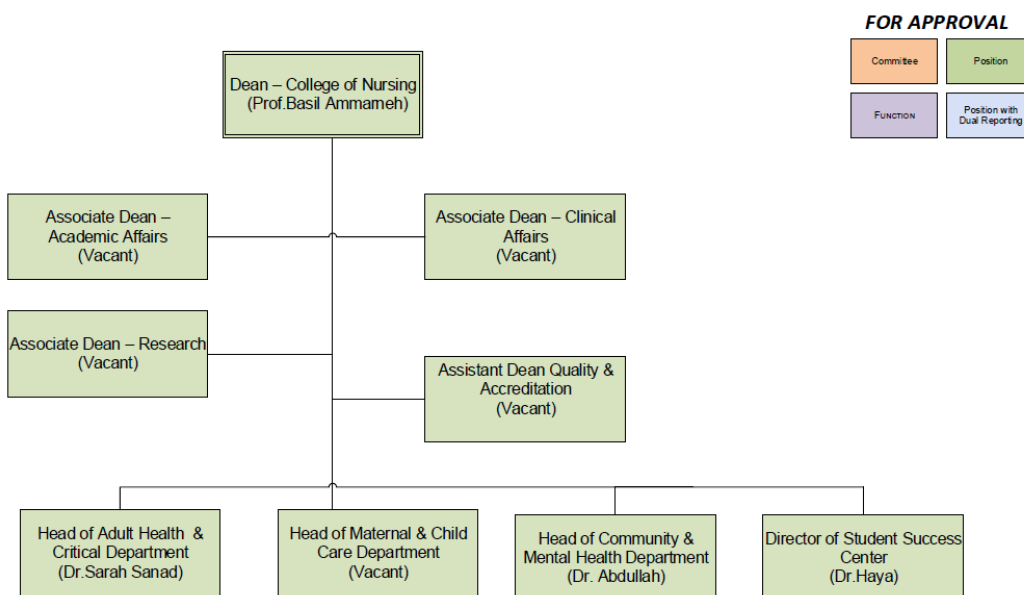 FOR APPROVAL
Committee
Position
FUNCTION
Position with
Dual Reporting
Dean – College of Nursing
(Prof.Basil Ammameh)
Associate Dean –
Academic Affairs
(Vacant)
Associate Dean – Clinical
Affairs
(Vacant)
Associate Dean – Research
(Vacant)
Assistant Dean Quality &
Accreditation
(Vacant)
Head of Adult Health &
Critical Department
(Dr.Sarah Sanad)
Head of Maternal & Child
Care Department
(Vacant)
Head of Community &
Mental Health Department
(Dr. Abdullah)
Director of Student Success
Center
(Dr.Haya)